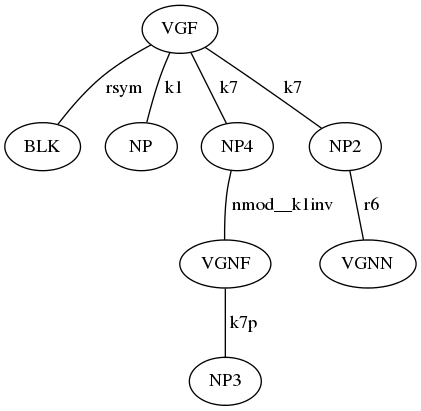 VGF
rsym k1 k7 k7
BLK NP NP4 NP2
nmod__k1inv r6
VGNF VGNN
k7p
NP3